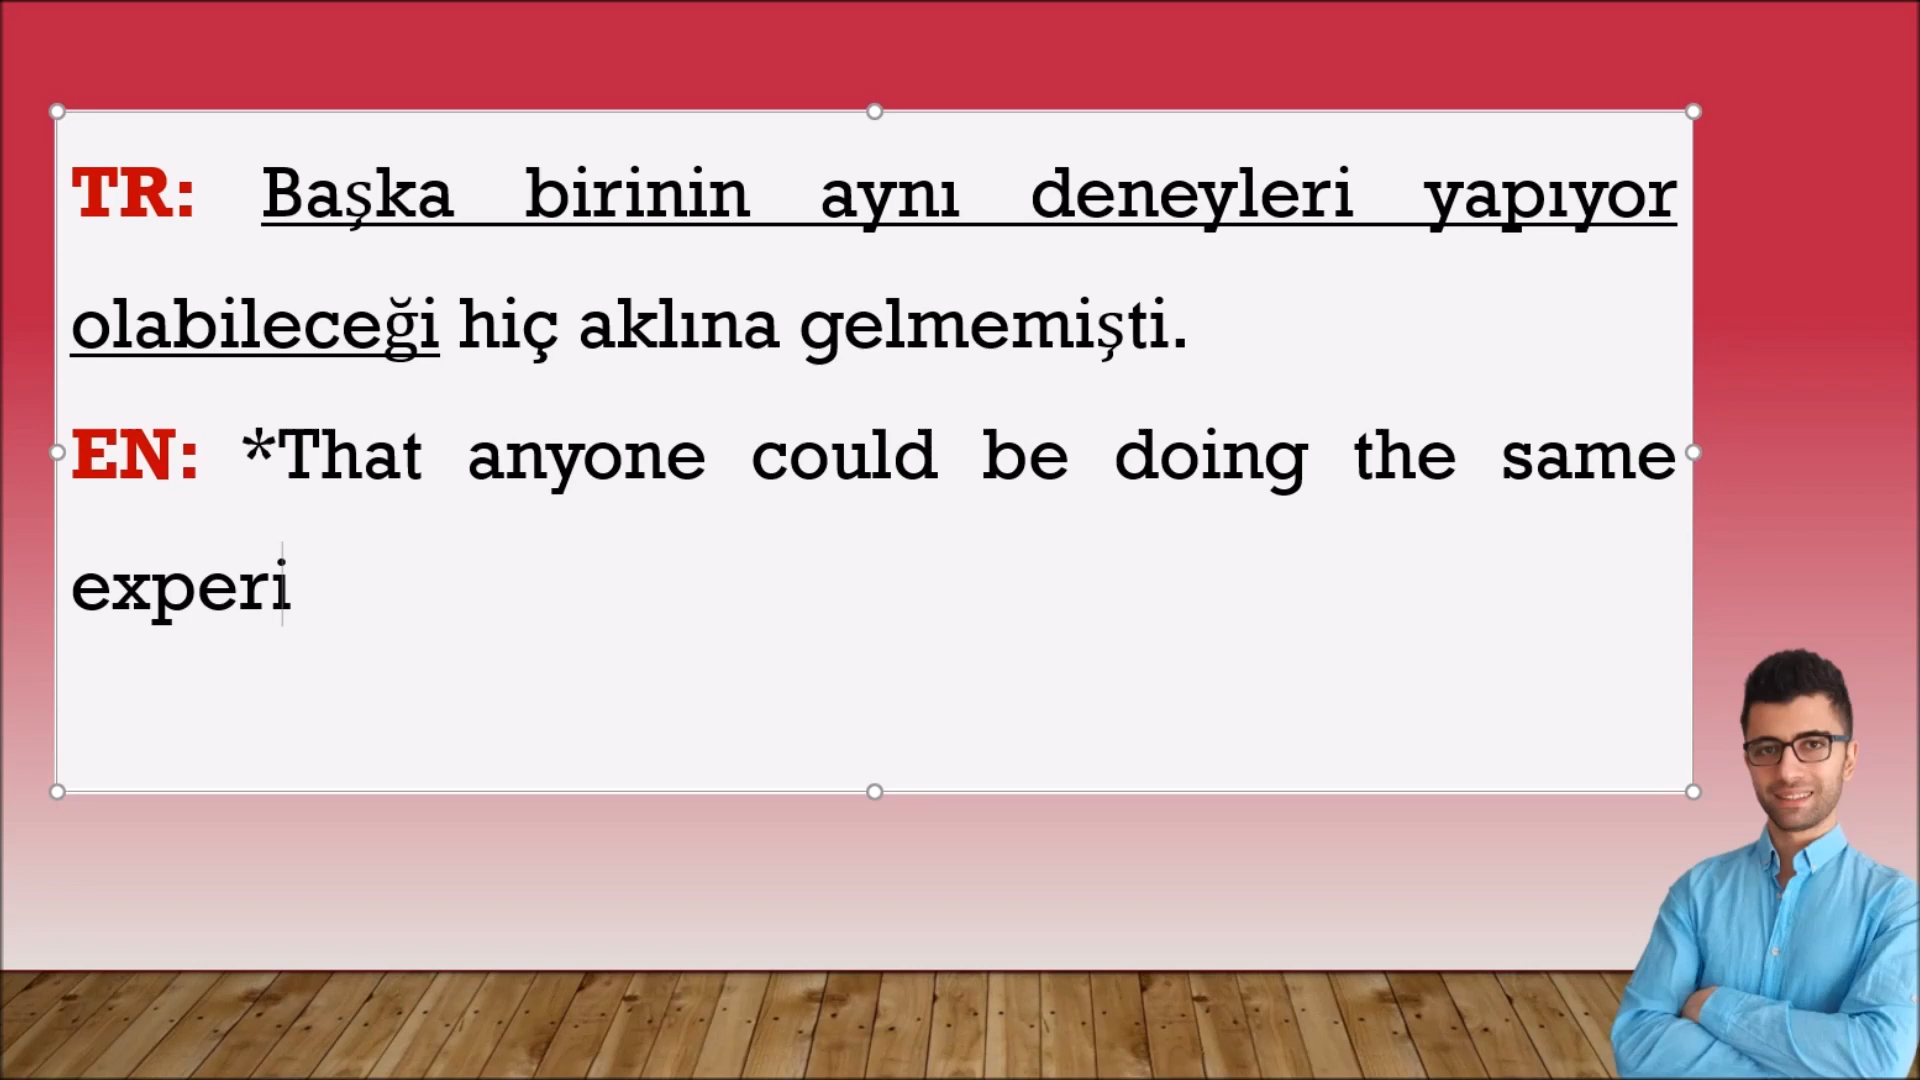 TR: Başka birinin aynı deneyleri yapıyor
olabileceği hiç aklına gelmemişti.
EN: *That anyone could be doing the same
experi